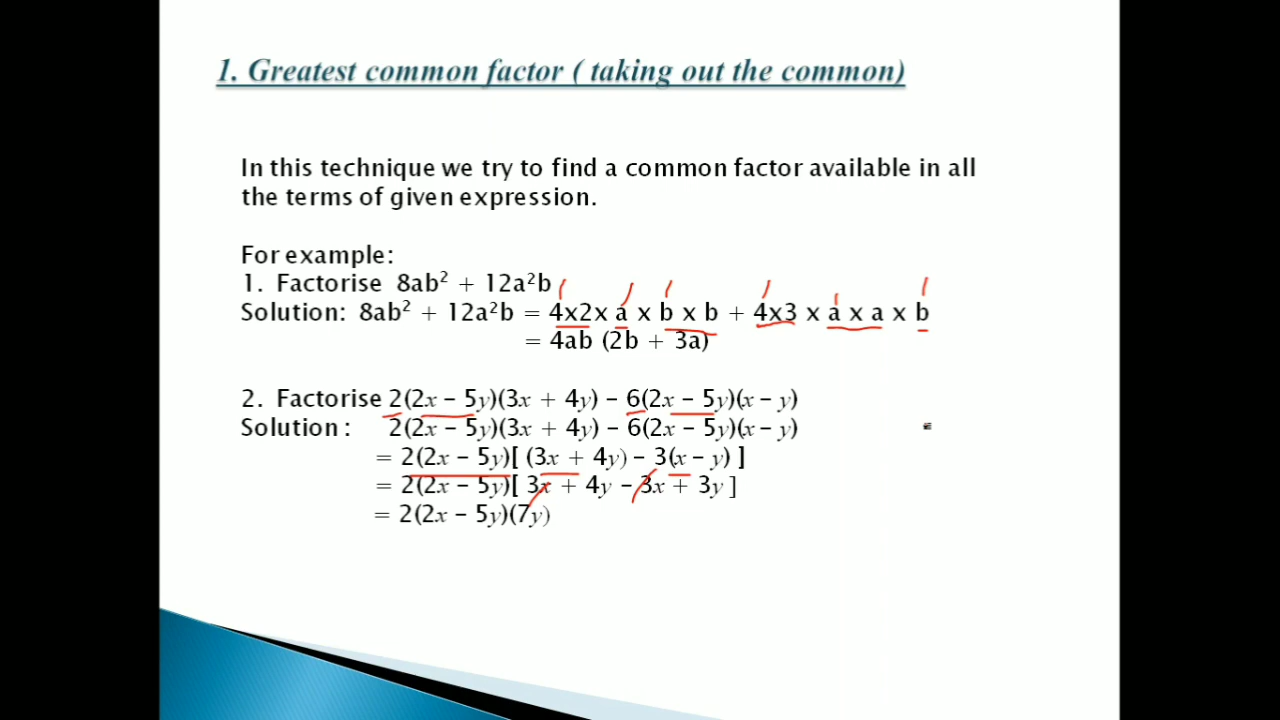 1. Greatest common factor ( taking out the common)
In this technique we try to find a common factor available in all
the terms of given expression.
For example:
1. Factorise 8ab² + 12a²b
Solution: 8ab² + 12a²b = 4x2x a x b x b + 4x3 x a x a x b
= 4ab (2b + 3a)
2. Factorise 2(2x – 5y)(3x + 4y) – 6(2x – 5y)(x – y)
Solution : 2(2x – 5y)(3x + 4y) – 6(2x – 5y)(x – y)
= 2(2x – 5y)[ (3x + 4y) – 3(x – y) ]
= 2(2x – 5y)[ 3x + 4y – 3x + 3y ]
= 2(2x – 5y)(7y)